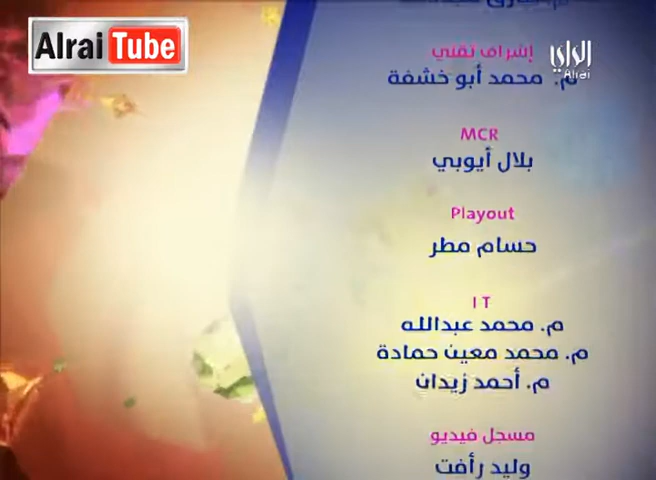 Alrai Tube
الراي
Alrai
إشراف تقني
م. محمد أبو خشفة
MCR
بلال أيوبي
Playout
حسام مطر
IT
م. محمد عبدالله
م. محمد معين حمادة
م. أحمد زيدان
مسجل فيديو
وليد رأفت